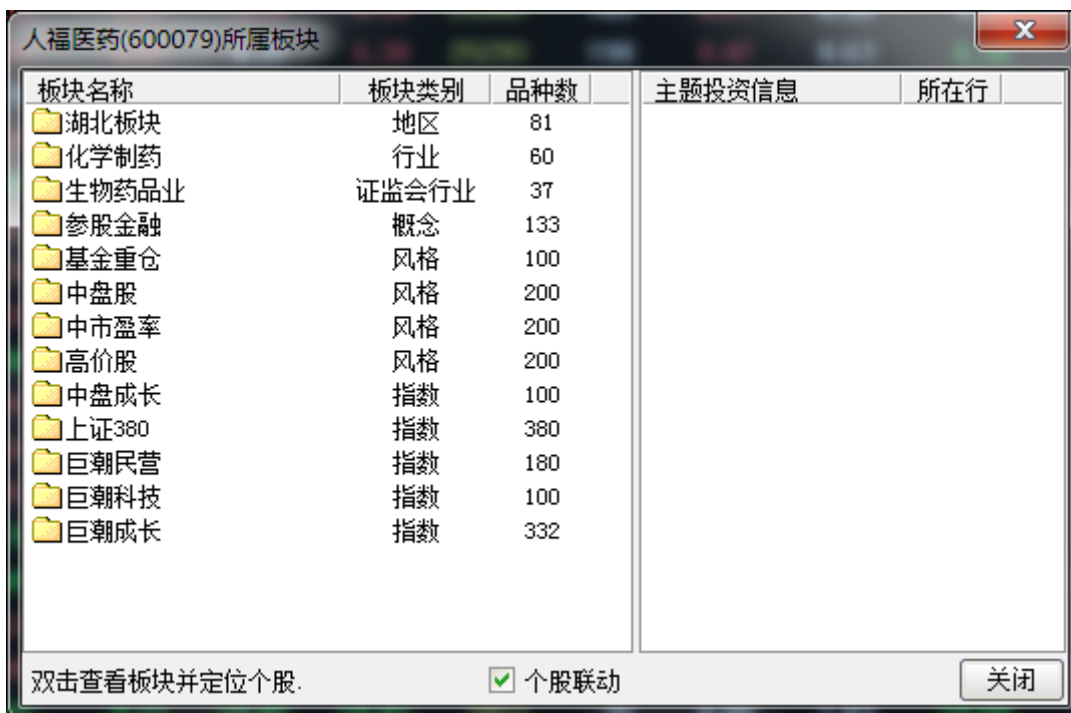 人福医药(600079)所属板块
板块名称 板块类别 品种数 主题投资信息 所在行
湖北板块 地区 81
化学制药 行业 60
生物药品业 证监会行业 37
参股金融 概念 133
基金重仓 风格 100
中盘股 风格 200
中市盈率 风格 200
高价股 风格 200
中盘成长 指数 100
上证380 指数 380
巨潮民营 指数 180
巨潮科技 指数 100
巨潮成长 指数 332
双击查看板块并定位个股. 个股联动 关闭